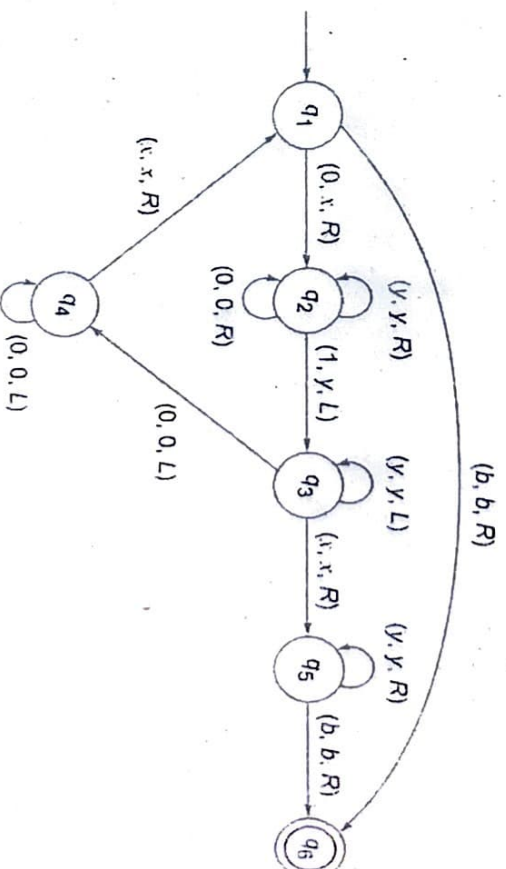 (b, b, R)
(y, y, R) (y, y, L) (y, y, R)
(0, x, R) (1, y, L) (x, x, R) (b, b, R)
q1 q2 q3 q5 q6
(0, 0, R)
(x, x, R) (0, 0, L)
q4
(0, 0, L)